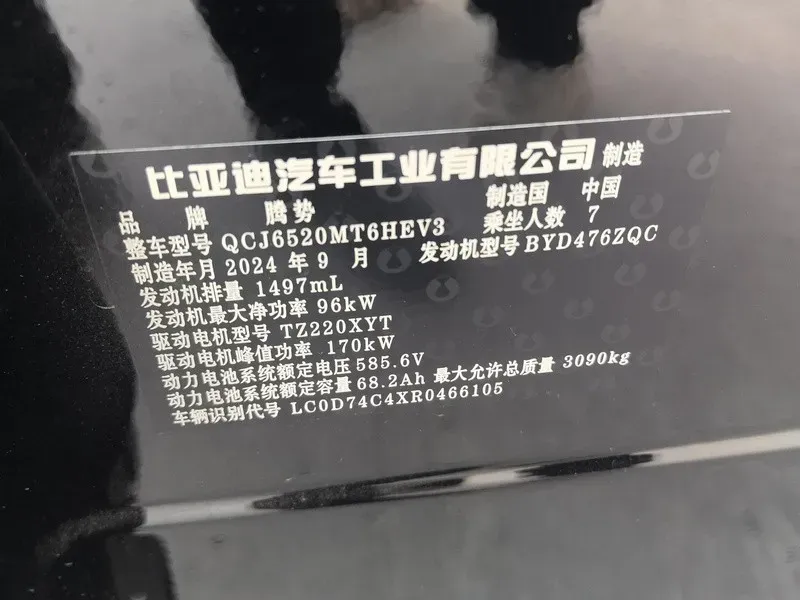 比亚迪汽车工业有限公司 制造
品牌 腾势 制造国 中国
整车型号 QCJ6520MT6HEV3 乘坐人数 7
制造年月 2024 年 9 月 发动机型号 BYD476ZQC
发动机排量 1497mL
发动机最大净功率 96kW
驱动电机型号 TZ220XYT
驱动电机峰值功率 170kW
动力电池系统额定电压 585.6V
动力电池系统额定容量 68.2Ah 最大允许总质量 3090kg
车辆识别代号 LC0D74C4XR0466105